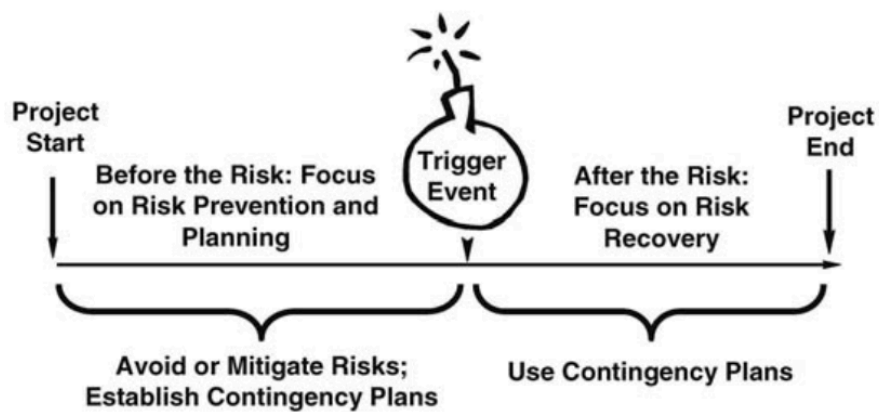 Project
Start
Before the Risk: Focus
on Risk Prevention and
Planning
Trigger
Event
After the Risk:
Focus on Risk
Recovery
Project
End
Avoid or Mitigate Risks;
Establish Contingency Plans
Use Contingency Plans